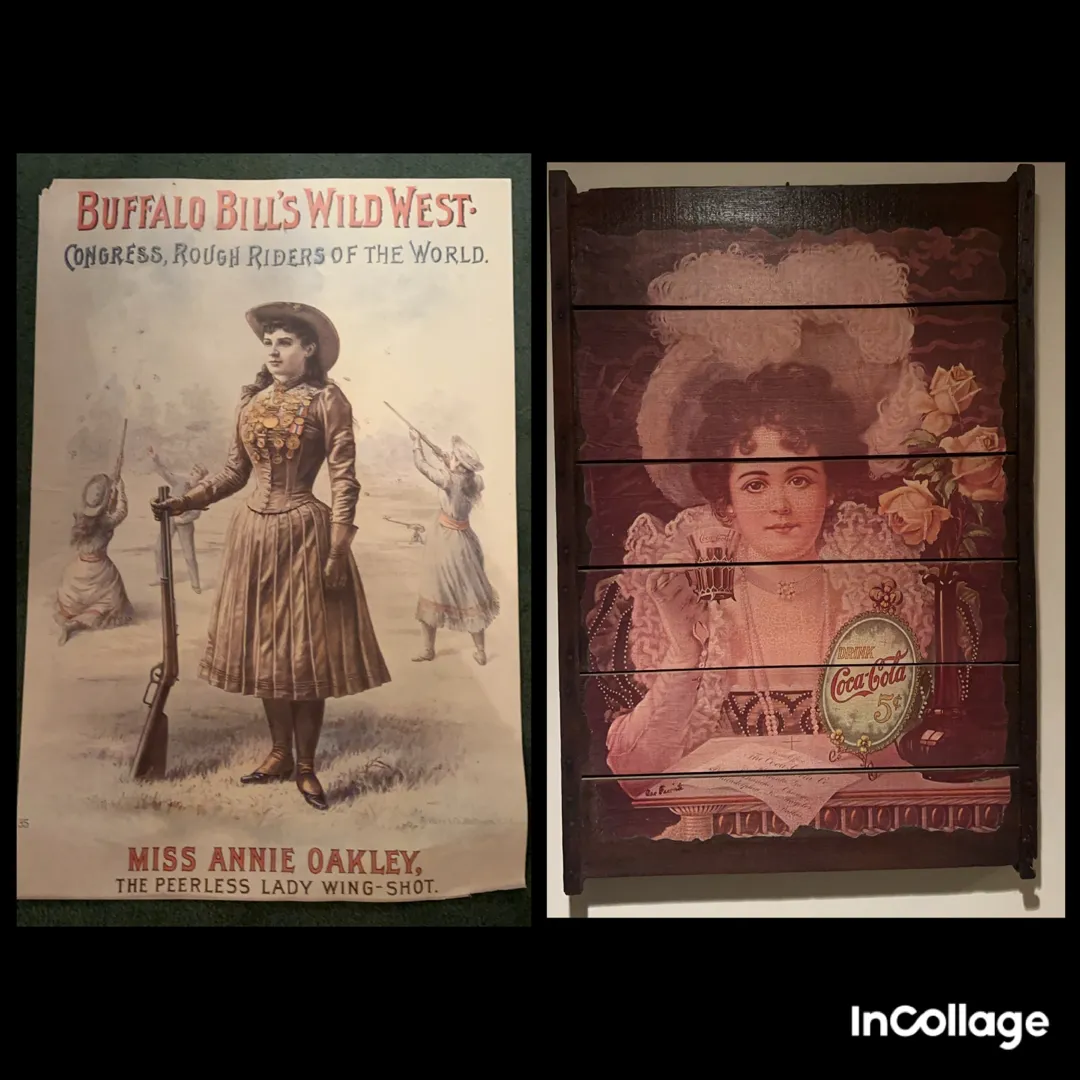 BUFFALO BILL'S WILD WEST.
CONGRESS, ROUGH RIDERS OF THE WORLD.
35
MISS ANNIE OAKLEY,
THE PEERLESS LADY WING-SHOT.
DRINK
Coca-Cola
5¢
InCollage